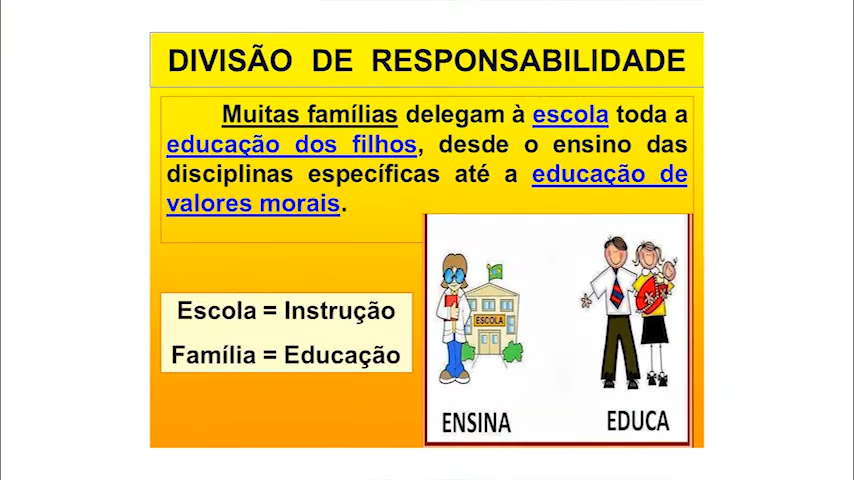 DIVISÃO DE RESPONSABILIDADE
Muitas famílias delegam à escola toda a
educação dos filhos, desde o ensino das
disciplinas específicas até a educação de
valores morais.
Escola = Instrução
Família = Educação
ESCOLA
ENSINA
EDUCA